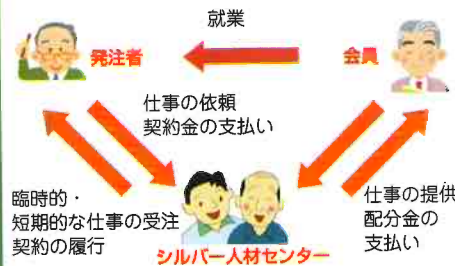 就業
発注者
会員
仕事の依頼
契約金の支払い
臨時的・
短期的な仕事の受注
契約の履行
仕事の提供
配分金の
支払い
シルバー人材センター